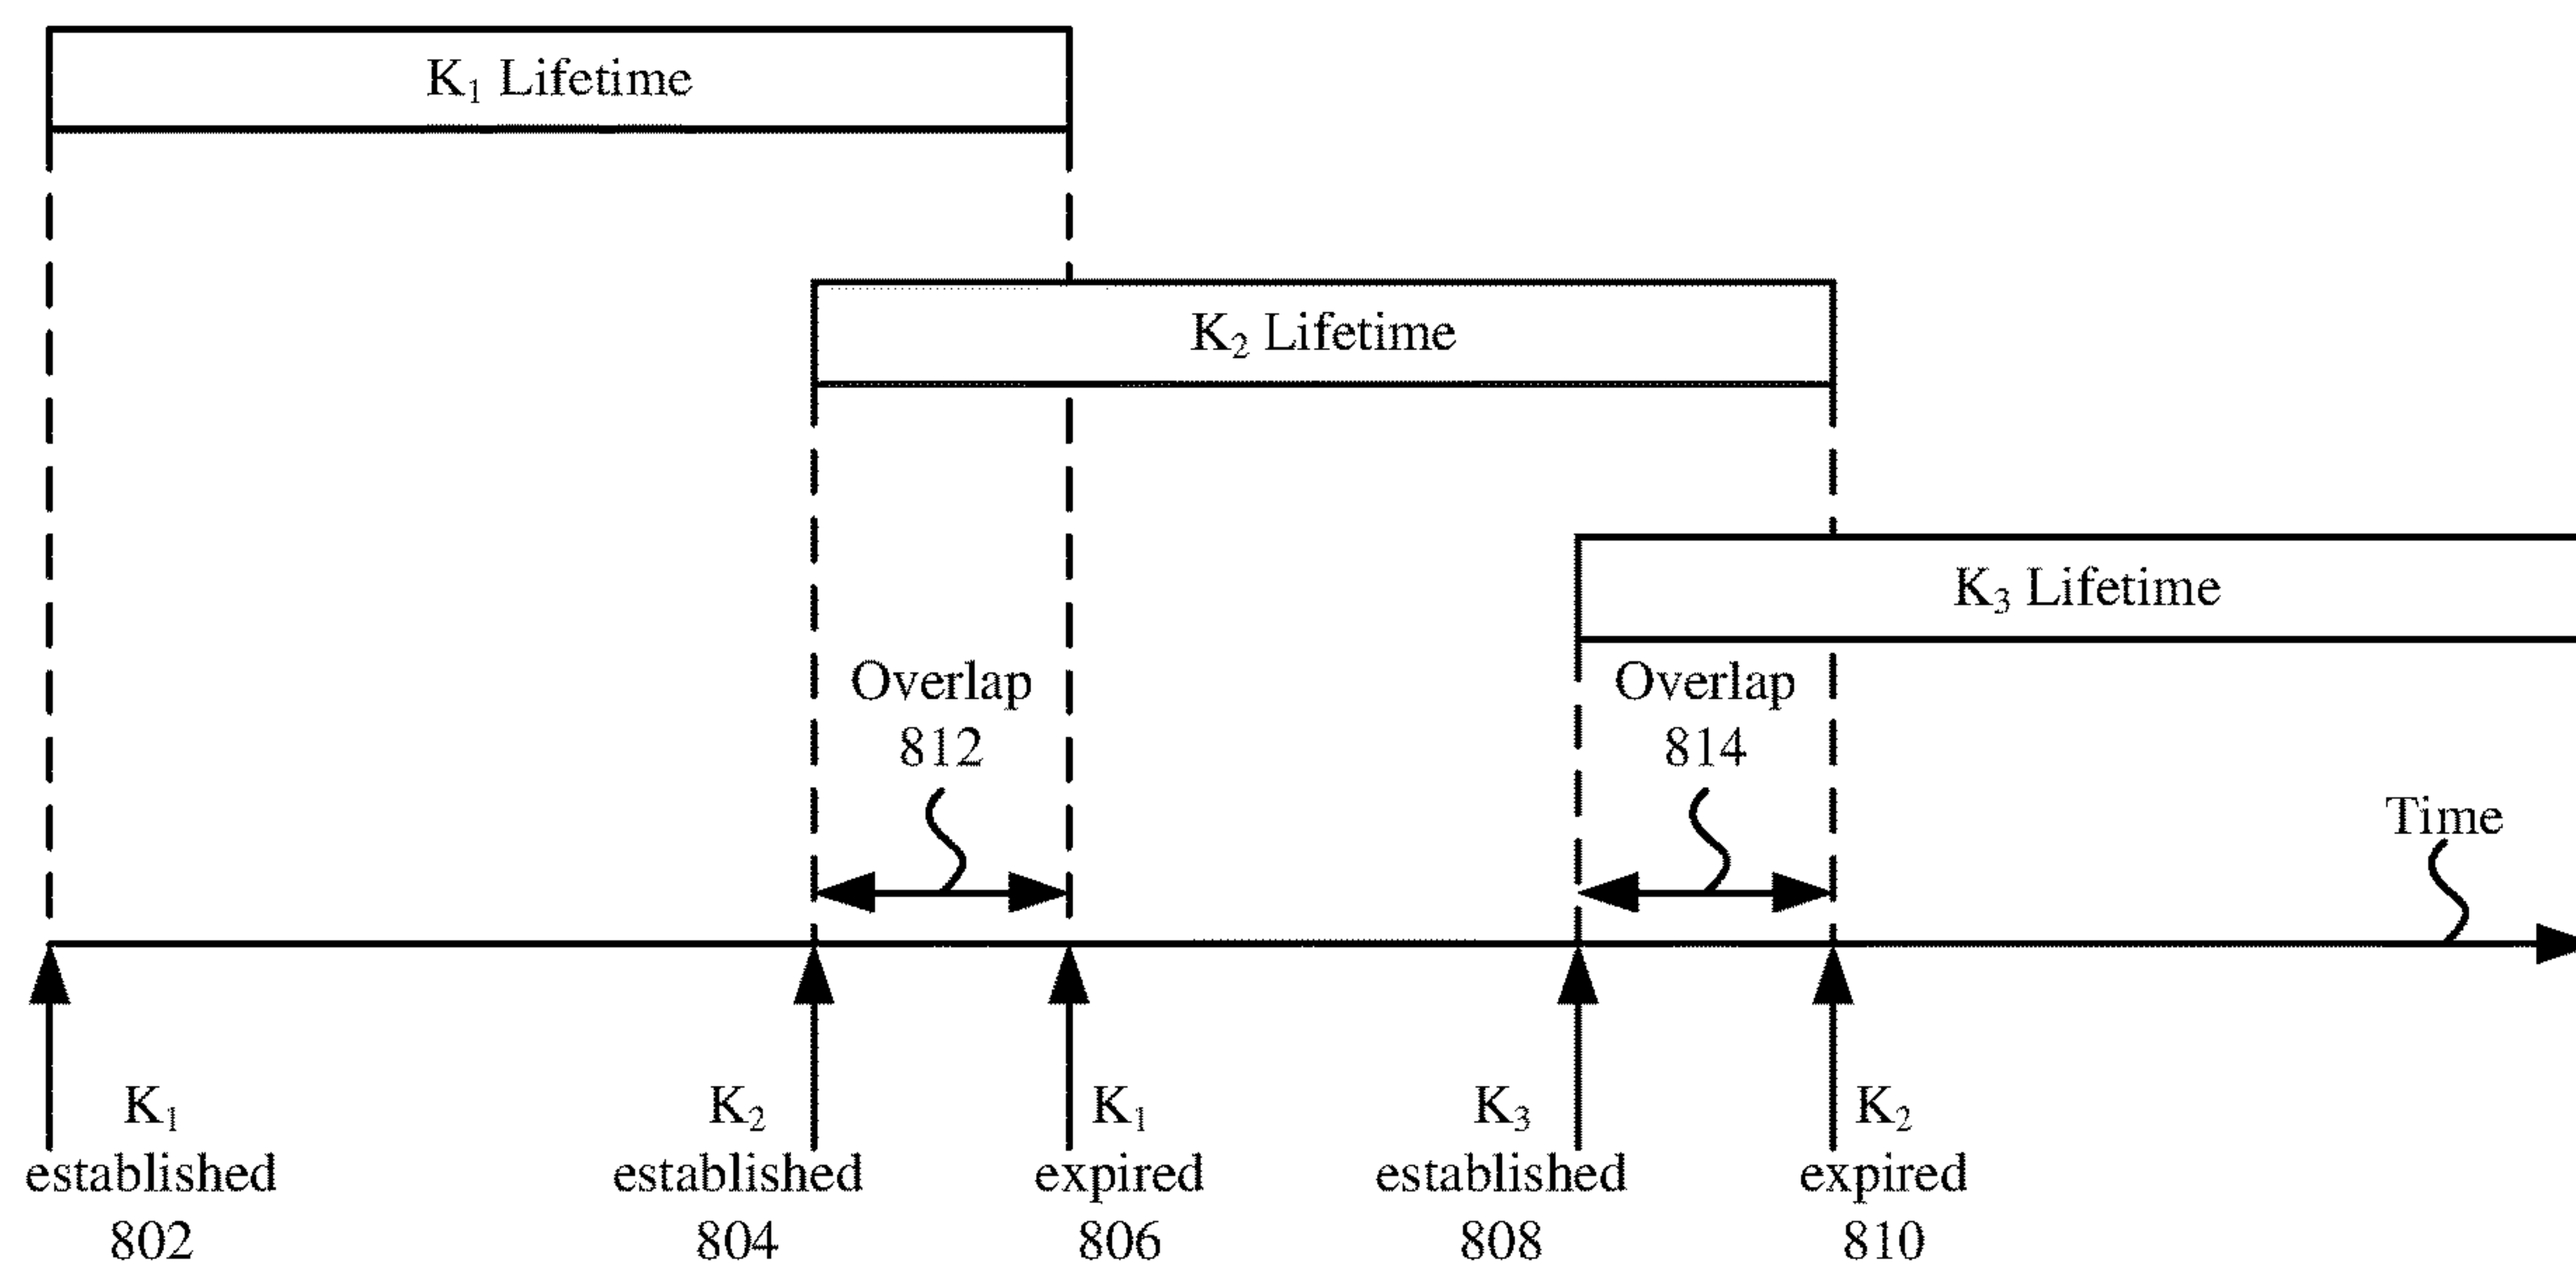 K₁ Lifetime
K₂ Lifetime
K₃ Lifetime
Overlap
812
Overlap
814
Time
K₁
established
802
K₂
established
804
K₁
expired
806
K₃
established
808
K₂
expired
810